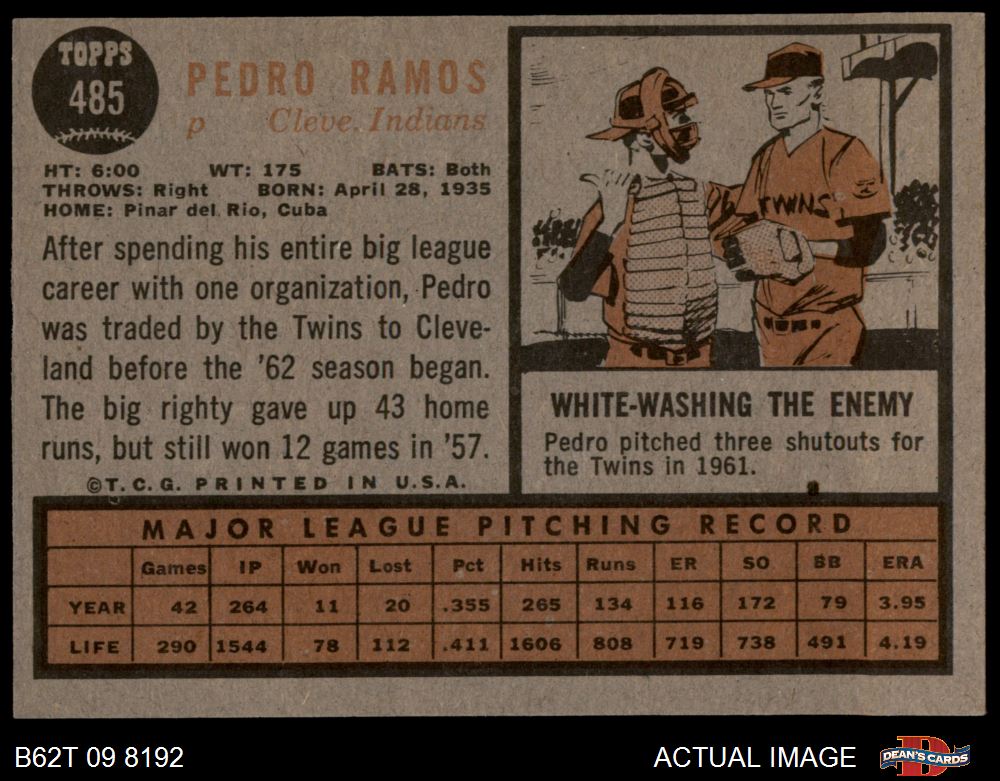 TOPPS
485
PEDRO RAMOS
p Cleve. Indians
HT: 6:00 WT: 175 BATS: Both
THROWS: Right BORN: April 28, 1935
HOME: Pinar del Rio, Cuba
After spending his entire big league
career with one organization, Pedro
was traded by the Twins to Cleve-
land before the '62 season began.
The big righty gave up 43 home
runs, but still won 12 games in '57.
©T.C.G. PRINTED IN U.S.A.
TWINS
WHITE-WASHING THE ENEMY
Pedro pitched three shutouts for
the Twins in 1961.
MAJOR LEAGUE PITCHING RECORD
Games IP Won Lost Pct Hits Runs ER SO BB ERA
YEAR 42 264 11 20 .355 265 134 116 172 79 3.95
LIFE 290 1544 78 112 .411 1606 808 719 738 491 4.19
B62T 09 8192 ACTUAL IMAGE DEAN'S CARDS